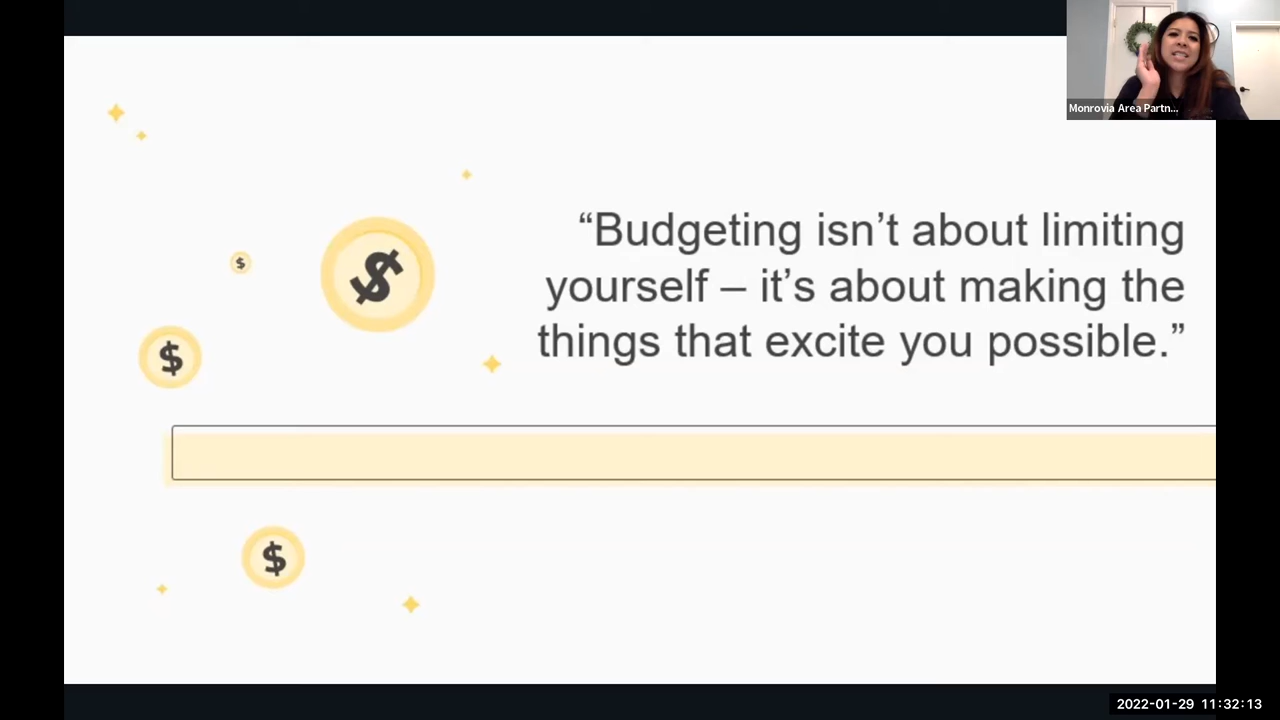 Monrovia Area Partn...
“Budgeting isn’t about limiting
yourself – it’s about making the
things that excite you possible.”
$
$
$
$
2022-01-29 11:32:13